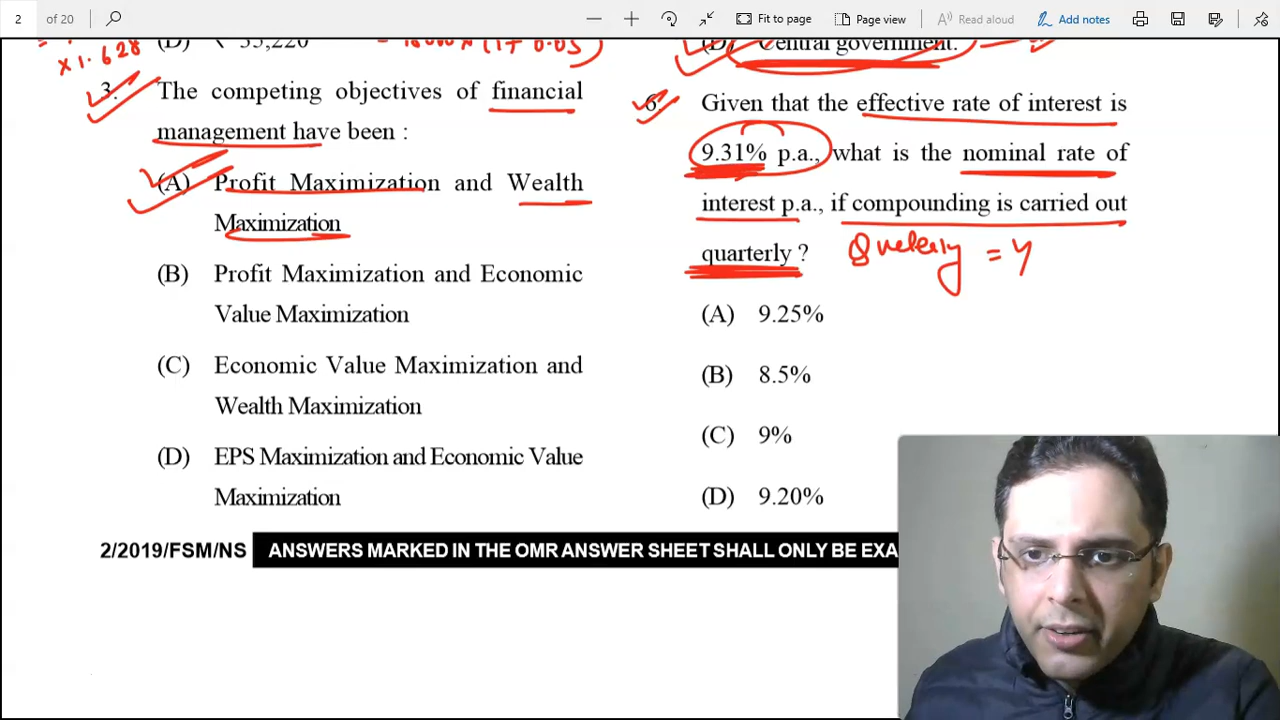 2 of 20
Fit to page
Page view
Read aloud
Add notes
× 1.628
(D) ₹ 55,220
3. The competing objectives of financial
management have been :
(A) Profit Maximization and Wealth
Maximization
(B) Profit Maximization and Economic
Value Maximization
(C) Economic Value Maximization and
Wealth Maximization
(D) EPS Maximization and Economic Value
Maximization
(D) Central government.
6. Given that the effective rate of interest is
9.31% p.a., what is the nominal rate of
interest p.a., if compounding is carried out
quarterly ?
= 4
(A) 9.25%
(B) 8.5%
(C) 9%
(D) 9.20%
2/2019/FSM/NS
ANSWERS MARKED IN THE OMR ANSWER SHEET SHALL ONLY BE EXA